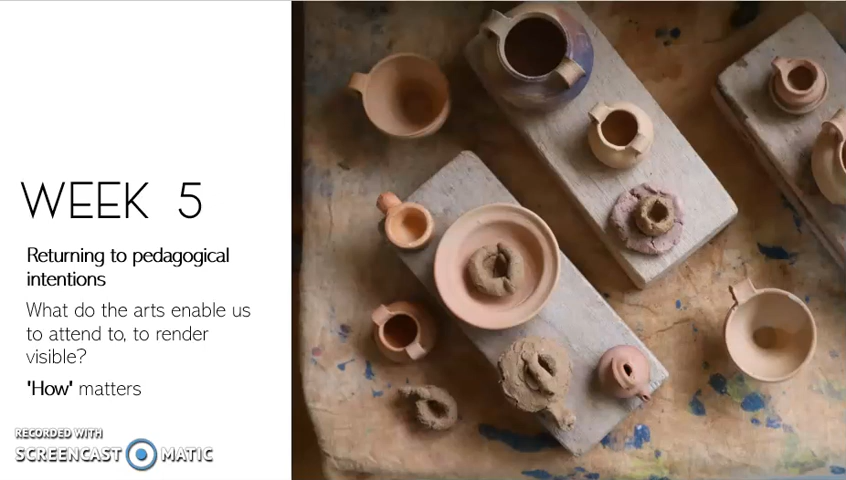 WEEK 5
Returning to pedagogical
intentions
What do the arts enable us
to attend to, to render
visible?
'How' matters
RECORDED WITH
SCREENCAST MATIC